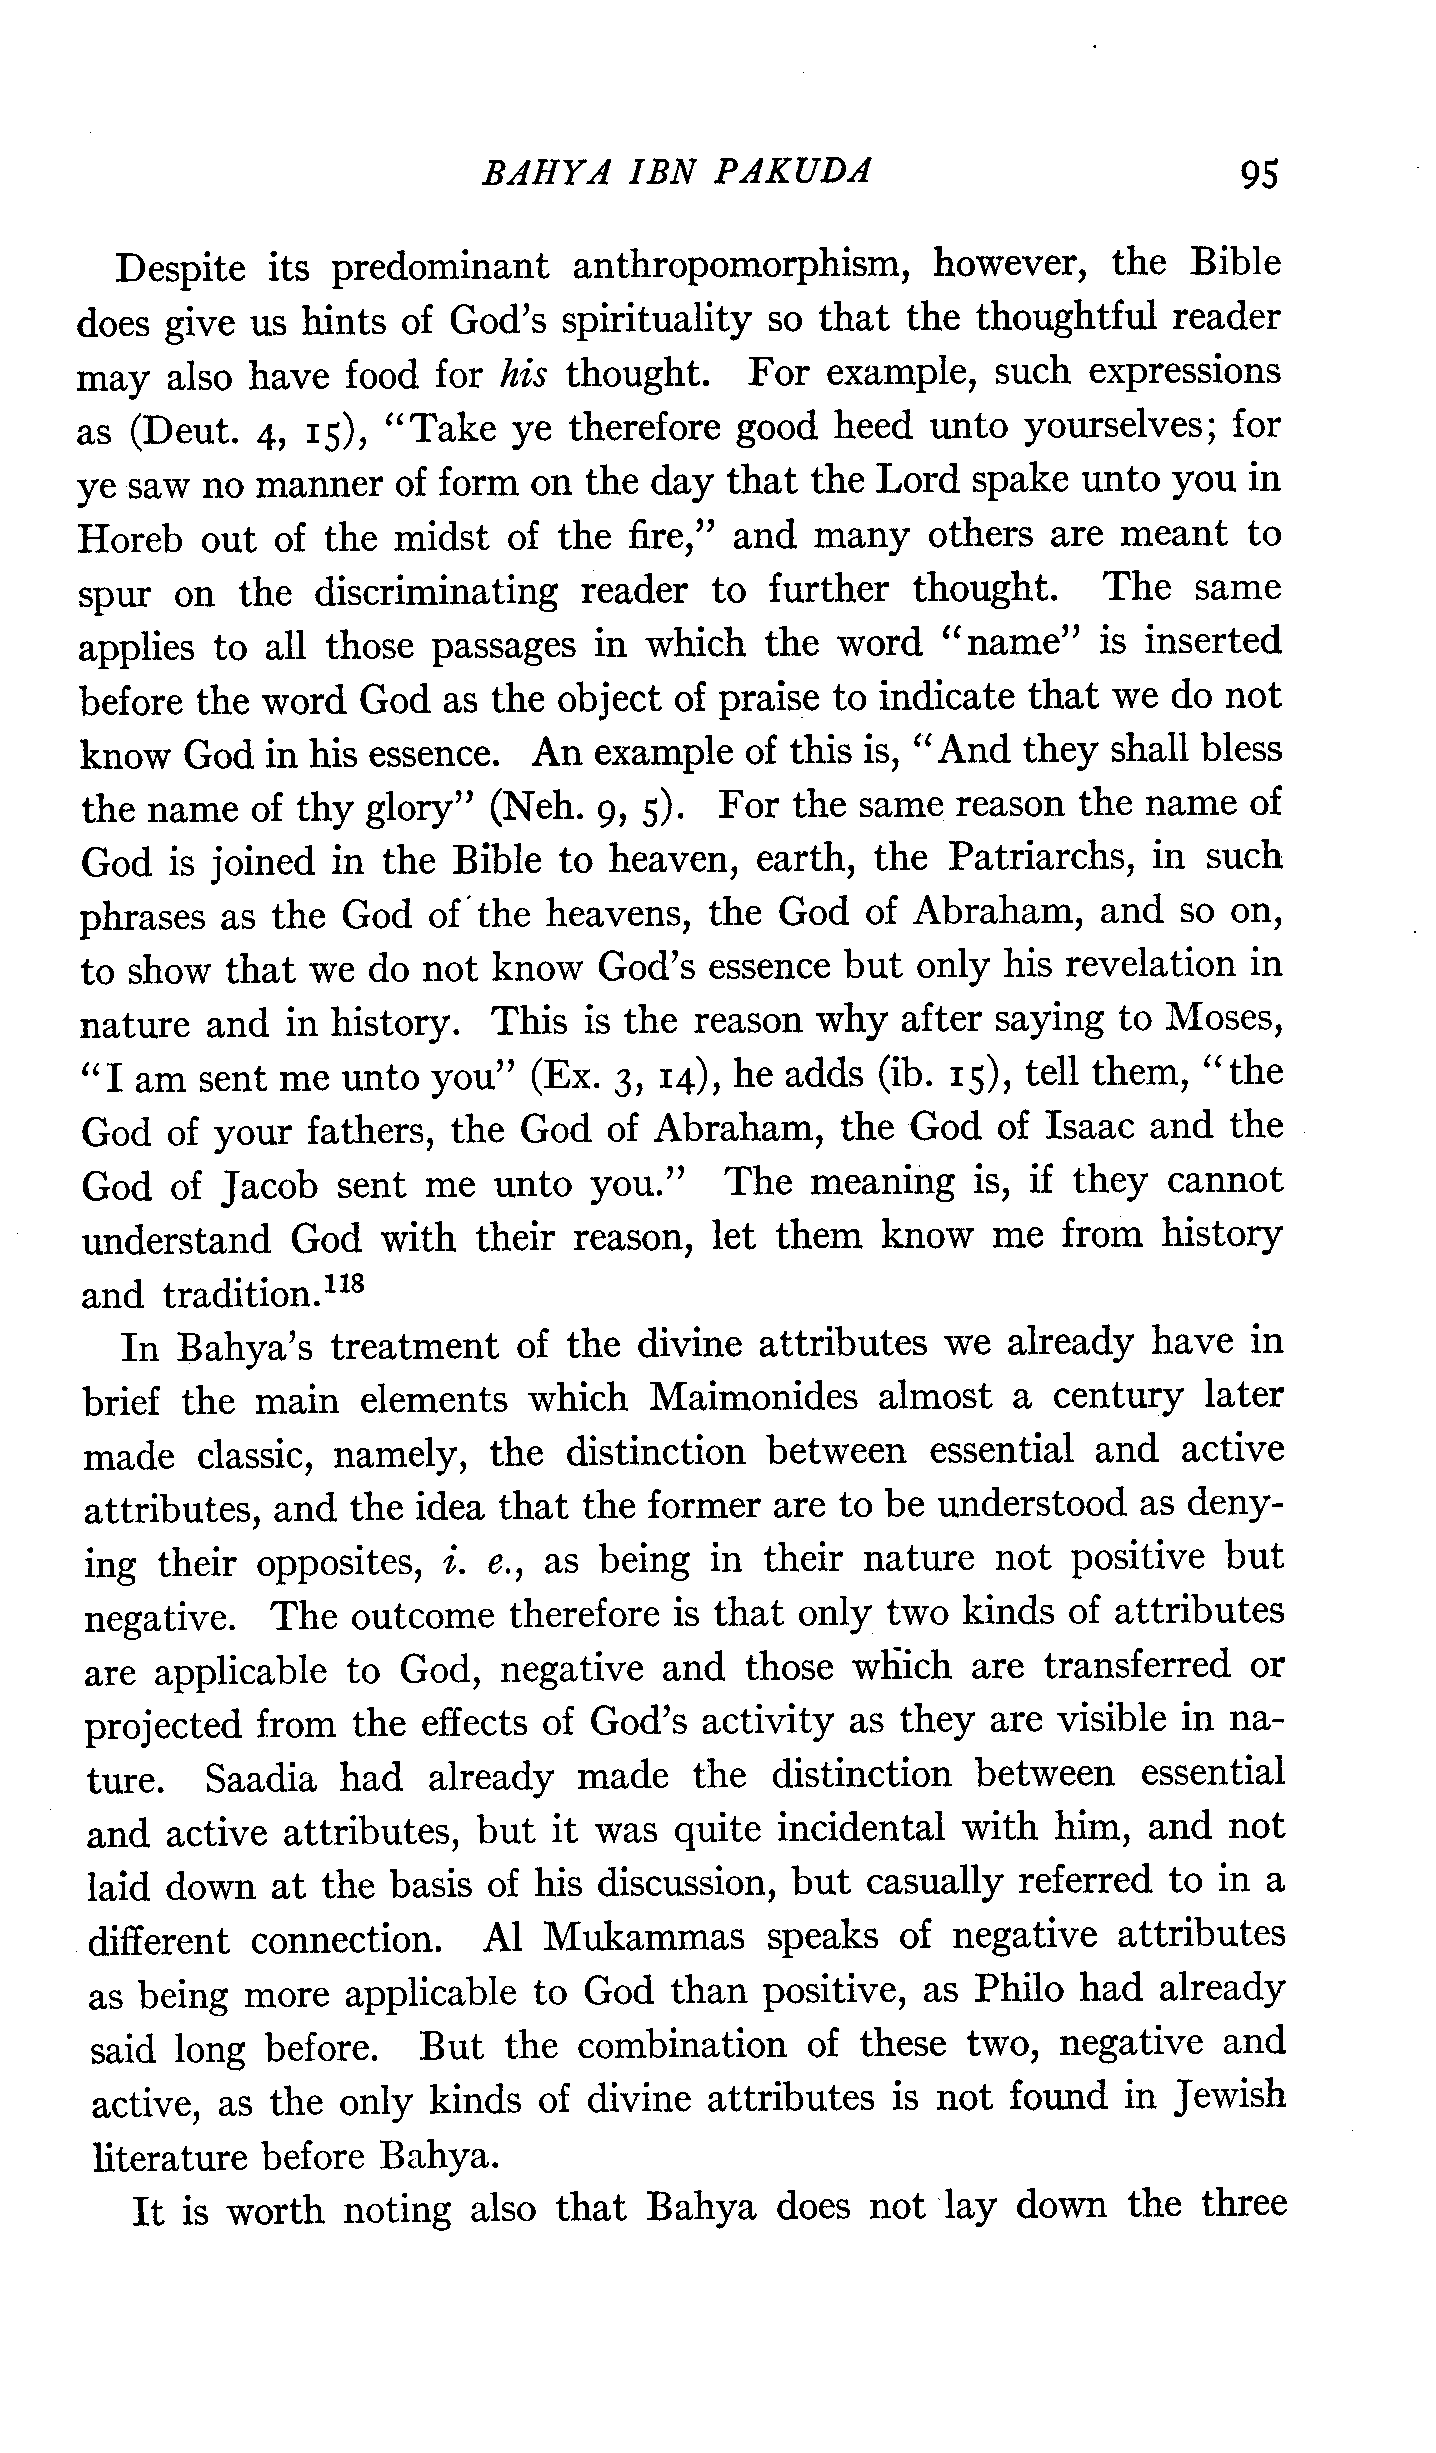 BAHYA IBN PAKUDA 95
Despite its predominant anthropomorphism, however, the Bible
does give us hints of God's spirituality so that the thoughtful reader
may also have food for his thought. For example, such expressions
as (Deut. 4, 15), "Take ye therefore good heed unto yourselves; for
ye saw no manner of form on the day that the Lord spake unto you in
Horeb out of the midst of the fire," and many others are meant to
spur on the discriminating reader to further thought. The same
applies to all those passages in which the word "name" is inserted
before the word God as the object of praise to indicate that we do not
know God in his essence. An example of this is, "And they shall bless
the name of thy glory" (Neh. 9, 5). For the same reason the name of
God is joined in the Bible to heaven, earth, the Patriarchs, in such
phrases as the God of the heavens, the God of Abraham, and so on,
to show that we do not know God's essence but only his revelation in
nature and in history. This is the reason why after saying to Moses,
"I am sent me unto you" (Ex. 3, 14), he adds (ib. 15), tell them, "the
God of your fathers, the God of Abraham, the God of Isaac and the
God of Jacob sent me unto you." The meaning is, if they cannot
understand God with their reason, let them know me from history
and tradition.118
In Bahya's treatment of the divine attributes we already have in
brief the main elements which Maimonides almost a century later
made classic, namely, the distinction between essential and active
attributes, and the idea that the former are to be understood as deny-
ing their opposites, i. e., as being in their nature not positive but
negative. The outcome therefore is that only two kinds of attributes
are applicable to God, negative and those which are transferred or
projected from the effects of God's activity as they are visible in na-
ture. Saadia had already made the distinction between essential
and active attributes, but it was quite incidental with him, and not
laid down at the basis of his discussion, but casually referred to in a
different connection. Al Mukammas speaks of negative attributes
as being more applicable to God than positive, as Philo had already
said long before. But the combination of these two, negative and
active, as the only kinds of divine attributes is not found in Jewish
literature before Bahya.
It is worth noting also that Bahya does not lay down the three